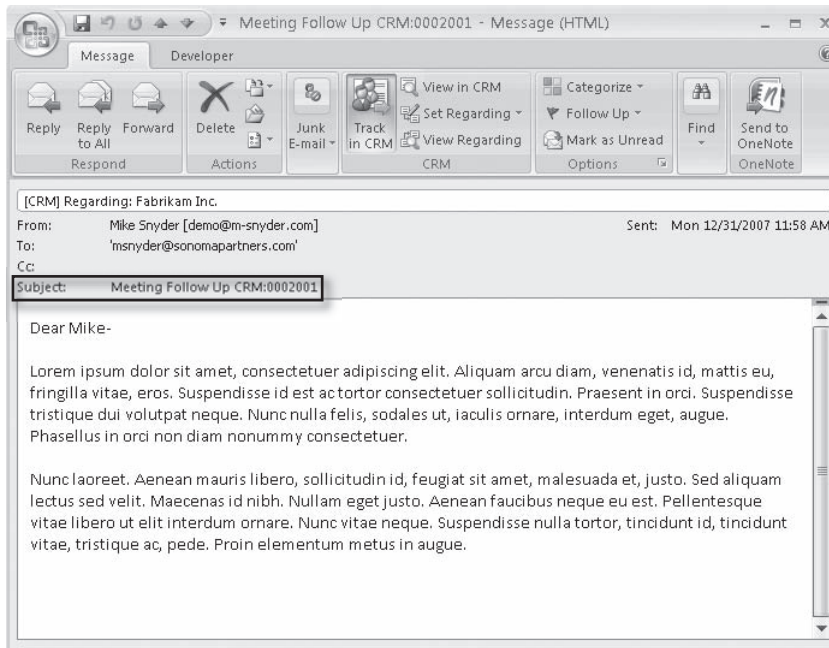 Meeting Follow Up CRM:0002001 - Message (HTML)
Message Developer
Reply
Reply to All
Forward
Respond
Delete
Actions
Junk E-mail
Track in CRM
View in CRM
Set Regarding
View Regarding
CRM
Categorize
Follow Up
Mark as Unread
Options
Find
Send to OneNote
OneNote
[CRM] Regarding: Fabrikam Inc.
From: Mike Snyder [demo@m-snyder.com] Sent: Mon 12/31/2007 11:58 AM
To: 'msnyder@sonomapartners.com'
Cc:
Subject: Meeting Follow Up CRM:0002001
Dear Mike-
Lorem ipsum dolor sit amet, consectetuer adipiscing elit. Aliquam arcu diam, venenatis id, mattis eu,
fringilla vitae, eros. Suspendisse id est ac tortor consectetuer sollicitudin. Praesent in orci. Suspendisse
tristique dui volutpat neque. Nunc nulla felis, sodales ut, iaculis ornare, interdum eget, augue.
Phasellus in orci non diam nonummy consectetuer.
Nunc laoreet. Aenean mauris libero, sollicitudin id, feugiat sit amet, malesuada et, justo. Sed aliquam
lectus sed velit. Maecenas id nibh. Nullam eget justo. Aenean faucibus neque eu est. Pellentesque
vitae libero ut elit interdum ornare. Nunc vitae neque. Suspendisse nulla tortor, tincidunt id, tincidunt
vitae, tristique ac, pede. Proin elementum metus in augue.